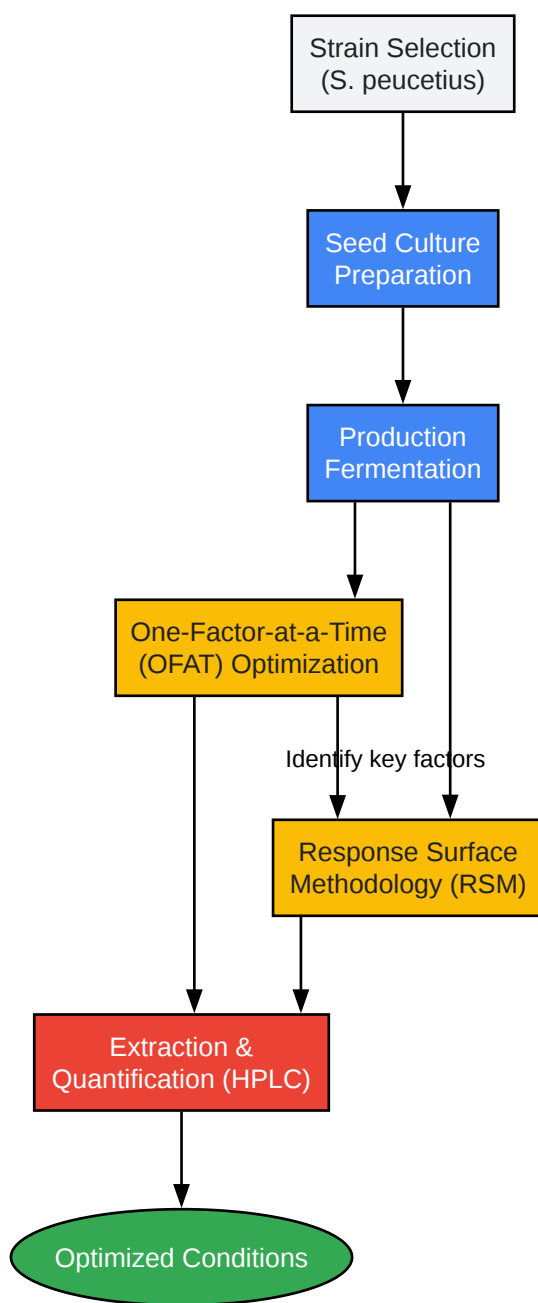 Strain Selection
(S. peucetius)
Seed Culture
Preparation
Production
Fermentation
One-Factor-at-a-Time
(OFAT) Optimization
Identify key factors
Response Surface
Methodology (RSM)
Extraction &
Quantification (HPLC)
Optimized Conditions